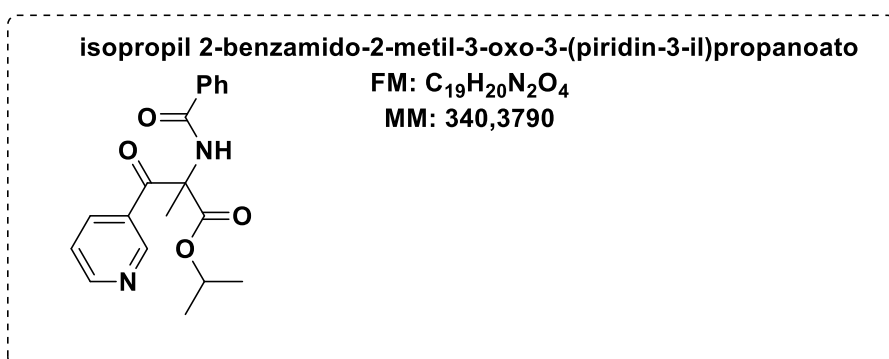 isopropil 2-benzamido-2-metil-3-oxo-3-(piridin-3-il)propanoato
FM: C₁₉H₂₀N₂O₄
MM: 340,3790
Ph
O
O
NH
O
O
N